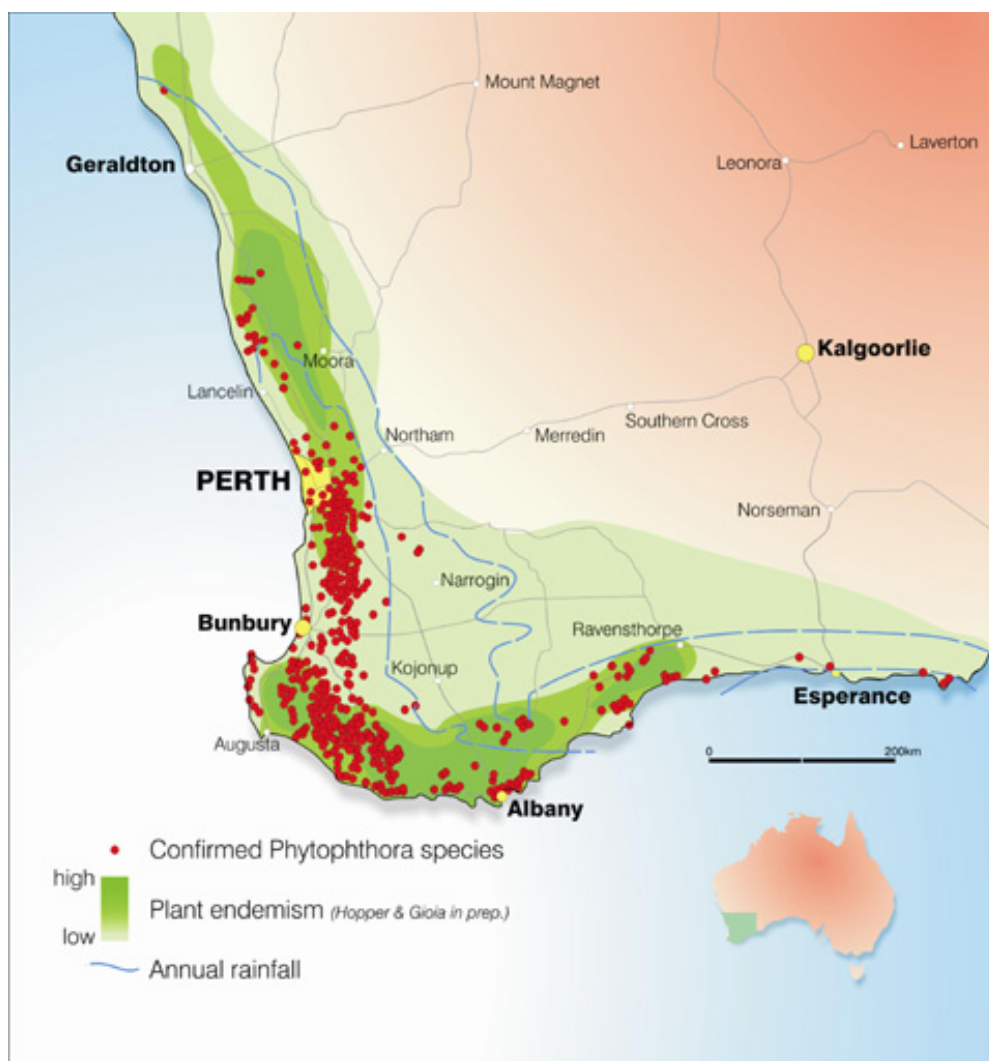 Mount Magnet
Laverton
Leonora
Geraldton
Kalgoorlie
Moora
Lancelin
Southern Cross
Northam
Merredin
PERTH
Norseman
Narrogin
Bunbury
Ravensthorpe
Kojonup
Esperance
Augusta
0 200km
Albany
Confirmed Phytophthora species
high
Plant endemism (Hopper & Gioia in prep.)
low
Annual rainfall